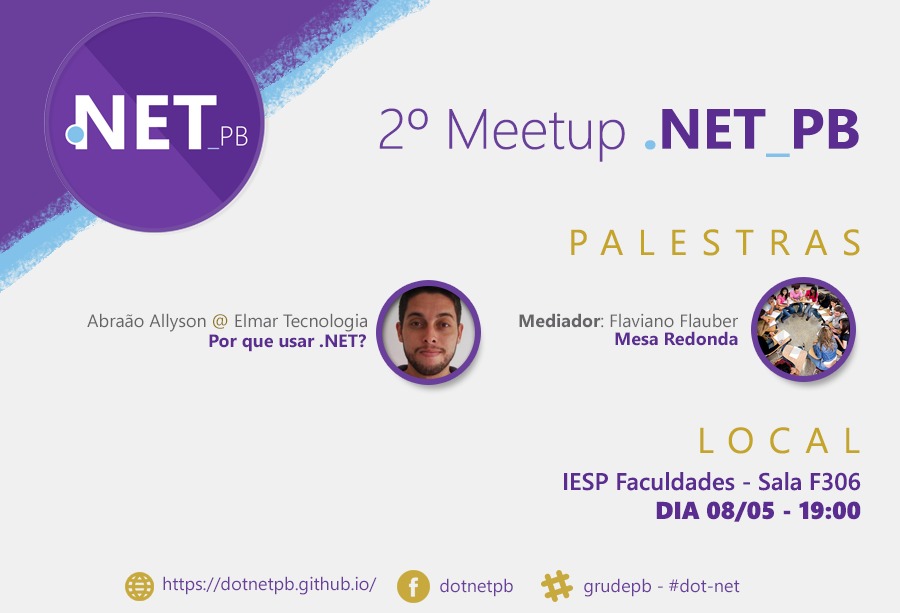 .NET_PB
2º Meetup .NET_PB
PALESTRAS
Abraão Allyson @ Elmar Tecnologia
Por que usar .NET?
Mediador: Flaviano Flauber
Mesa Redonda
LOCAL
IESP Faculdades - Sala F306
DIA 08/05 - 19:00
https://dotnetpb.github.io/
dotnetpb
grudepb - #dot-net